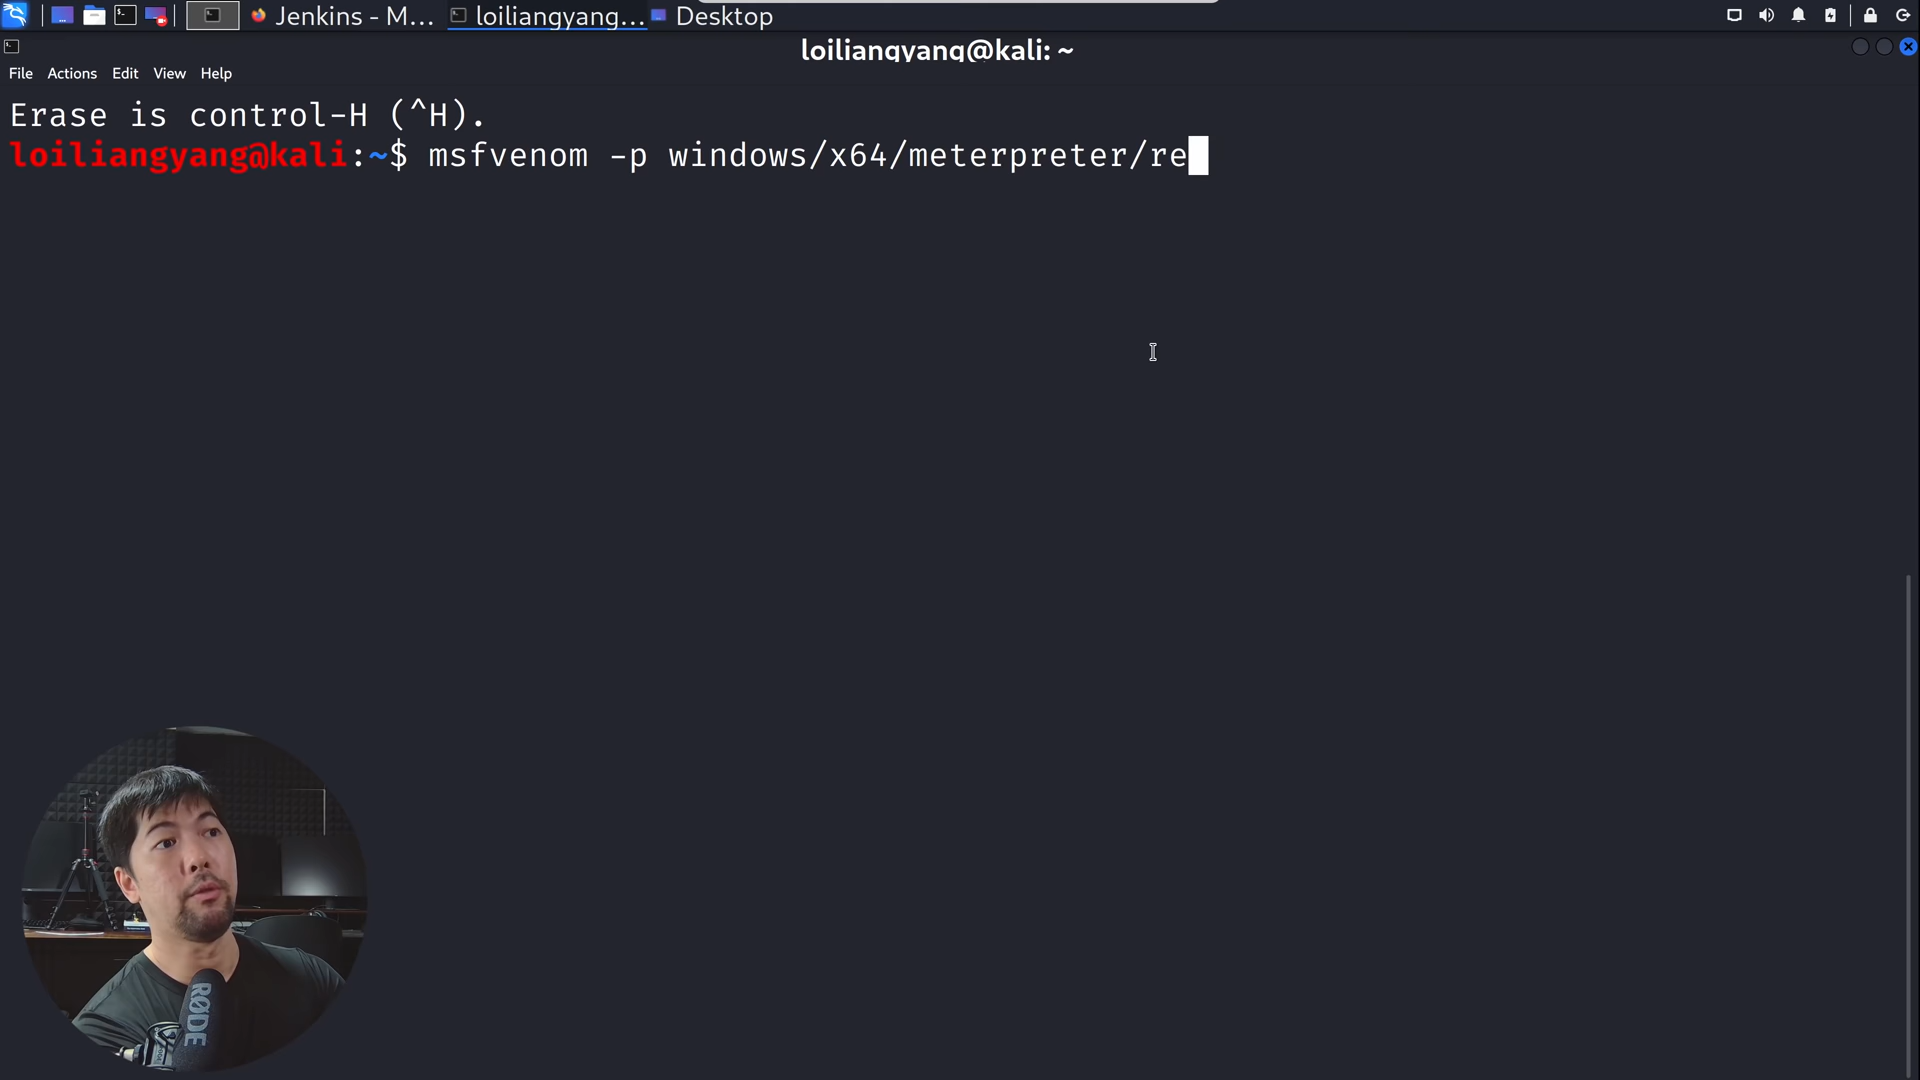 Jenkins - M...
loiliangyang...
Desktop
loiliangyang@kali: ~
File Actions Edit View Help
Erase is control-H (^H).
loiliangyang@kali:~$ msfvenom -p windows/x64/meterpreter/re
RØDE